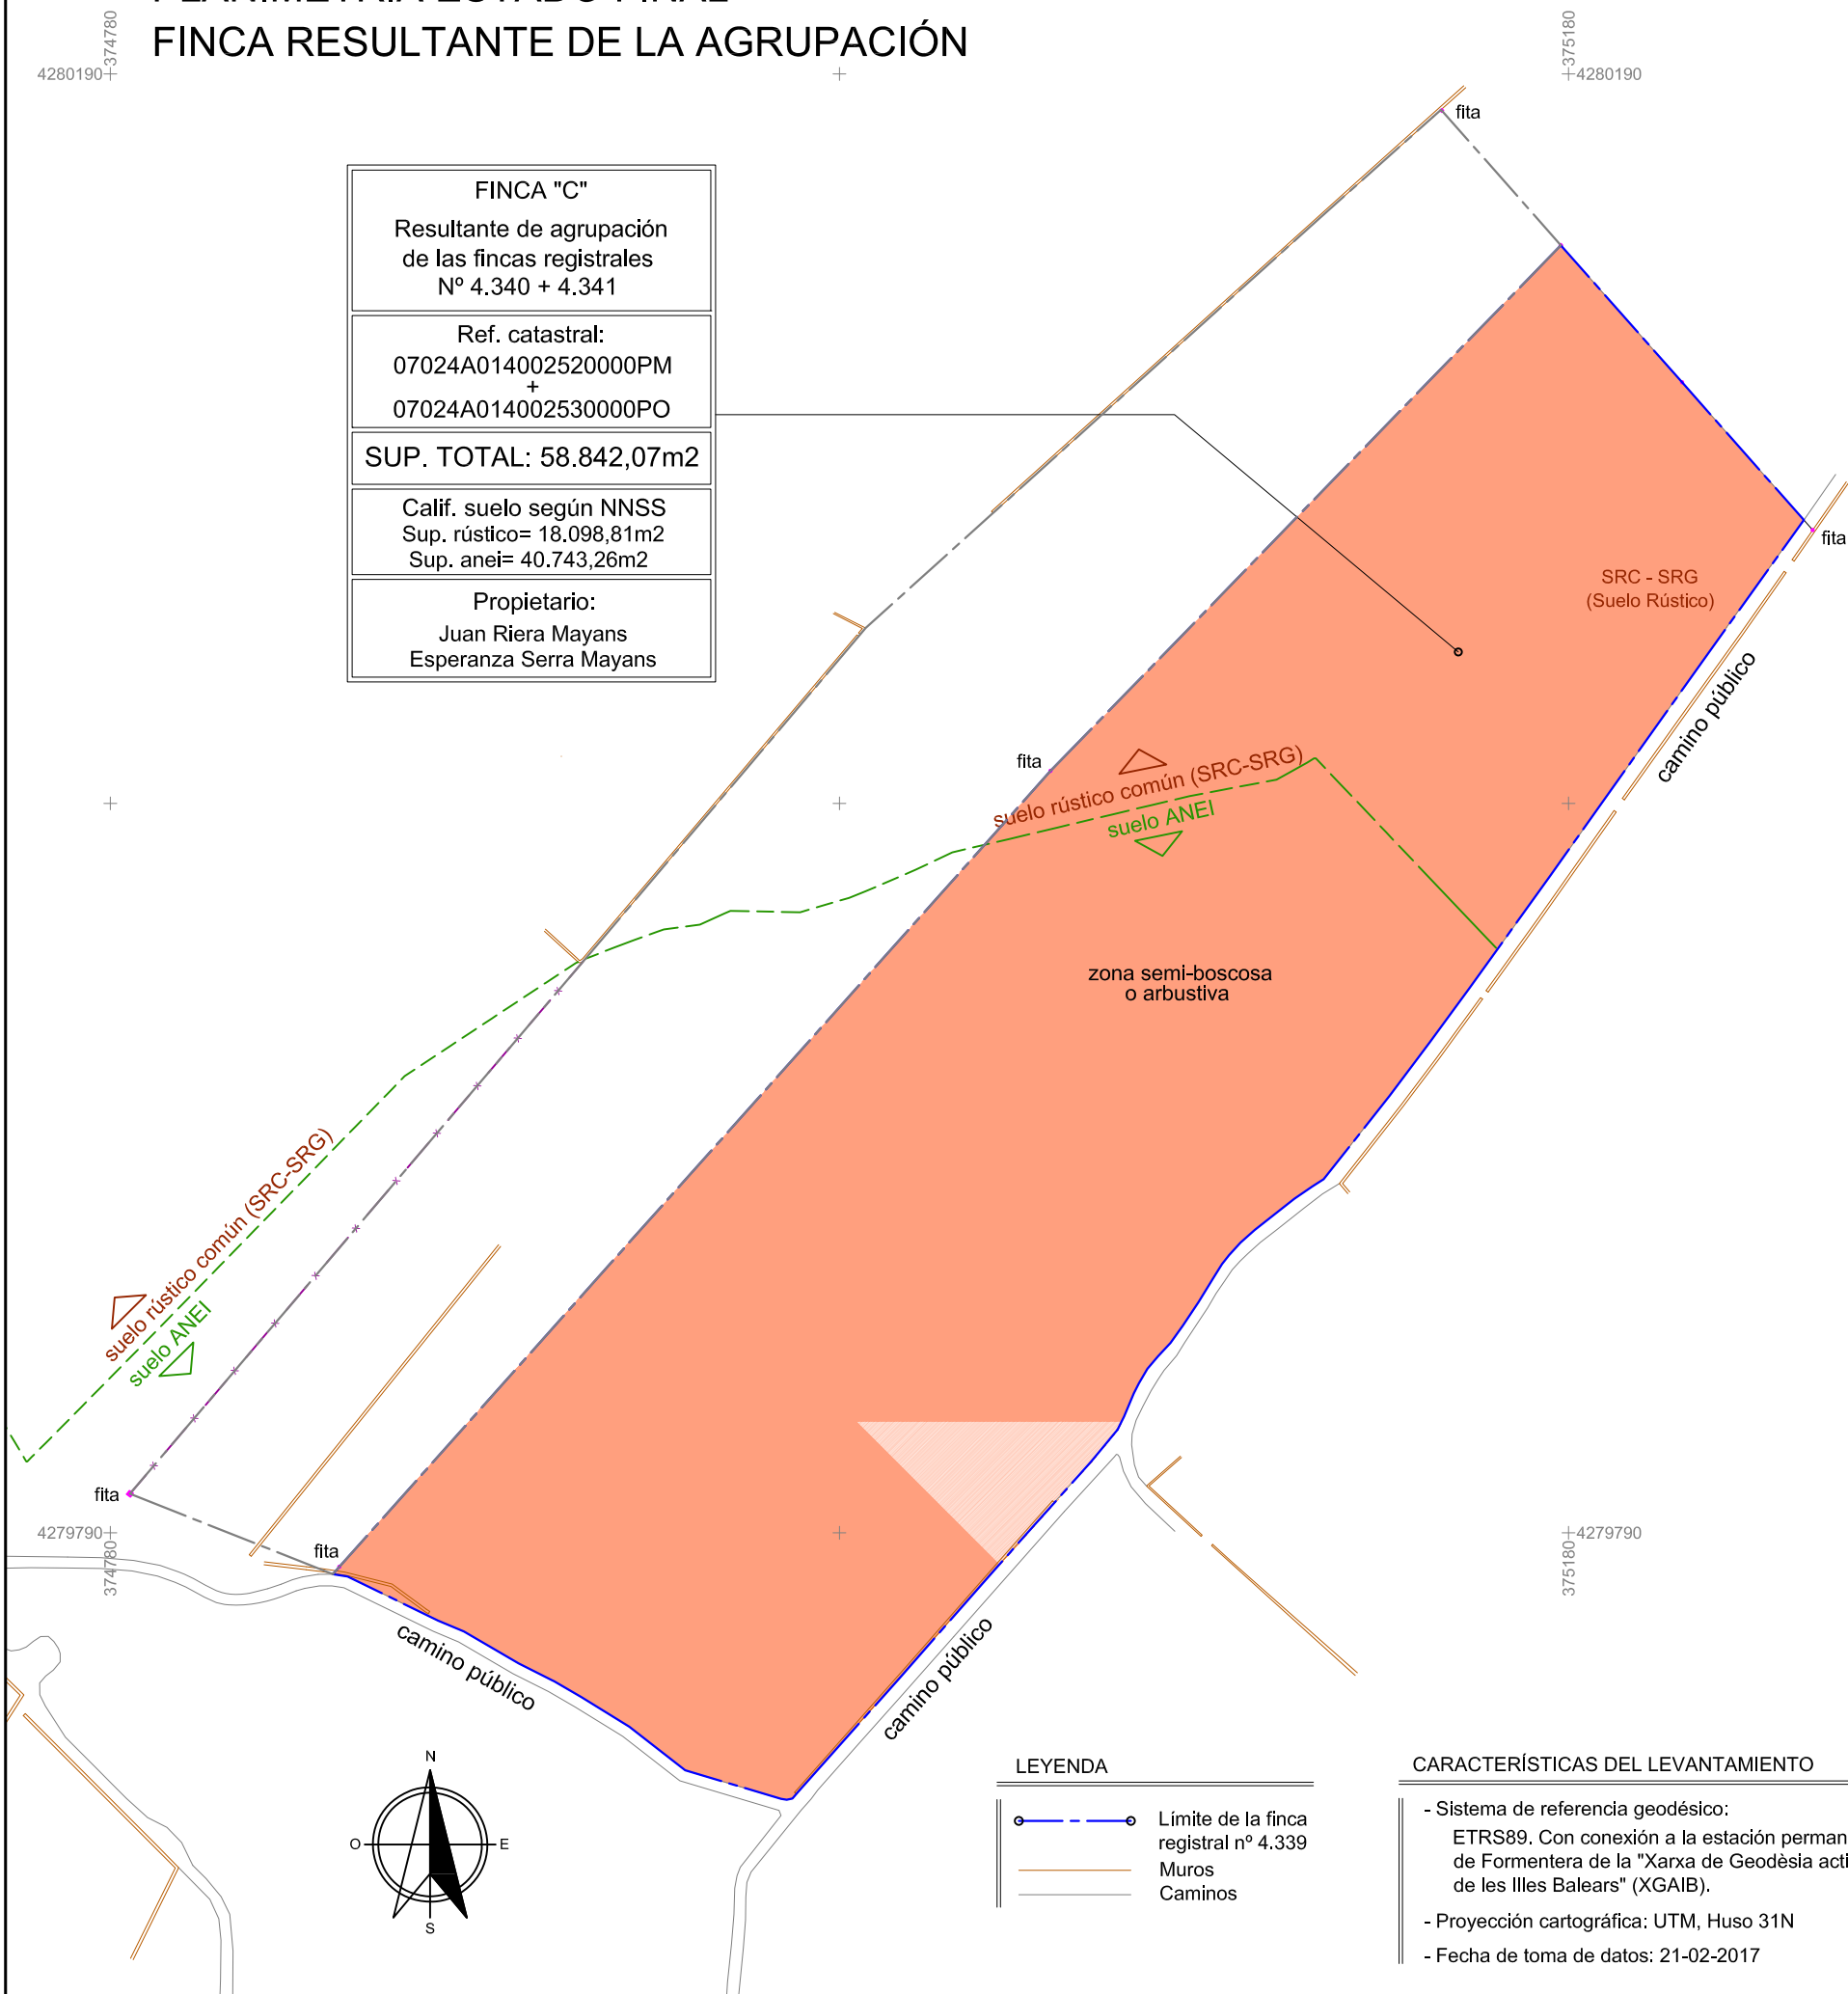 FINCA RESULTANTE DE LA AGRUPACIÓN
374780
375180
4280190
4280190
fita
FINCA "C"
Resultante de agrupación
de las fincas registrales
Nº 4.340 + 4.341
Ref. catastral:
07024A014002520000PM
+
07024A014002530000PO
SUP. TOTAL: 58.842,07m2
Calif. suelo según NNSS
Sup. rústico= 18.098,81m2
Sup. anei= 40.743,26m2
Propietario:
Juan Riera Mayans
Esperanza Serra Mayans
fita
SRC - SRG
(Suelo Rústico)
camino público
fita
suelo rústico común (SRC-SRG)
suelo ANEI
zona semi-boscosa
o arbustiva
suelo rústico común (SRC-SRG)
suelo ANEI
fita
4279790
374780
fita
4279790
375180
camino público
camino público
N
O
E
S
LEYENDA
Límite de la finca
registral nº 4.339
Muros
Caminos
CARACTERÍSTICAS DEL LEVANTAMIENTO
- Sistema de referencia geodésico:
ETRS89. Con conexión a la estación perman
de Formentera de la "Xarxa de Geodèsia acti
de les Illes Balears" (XGAIB).
- Proyección cartográfica: UTM, Huso 31N
- Fecha de toma de datos: 21-02-2017